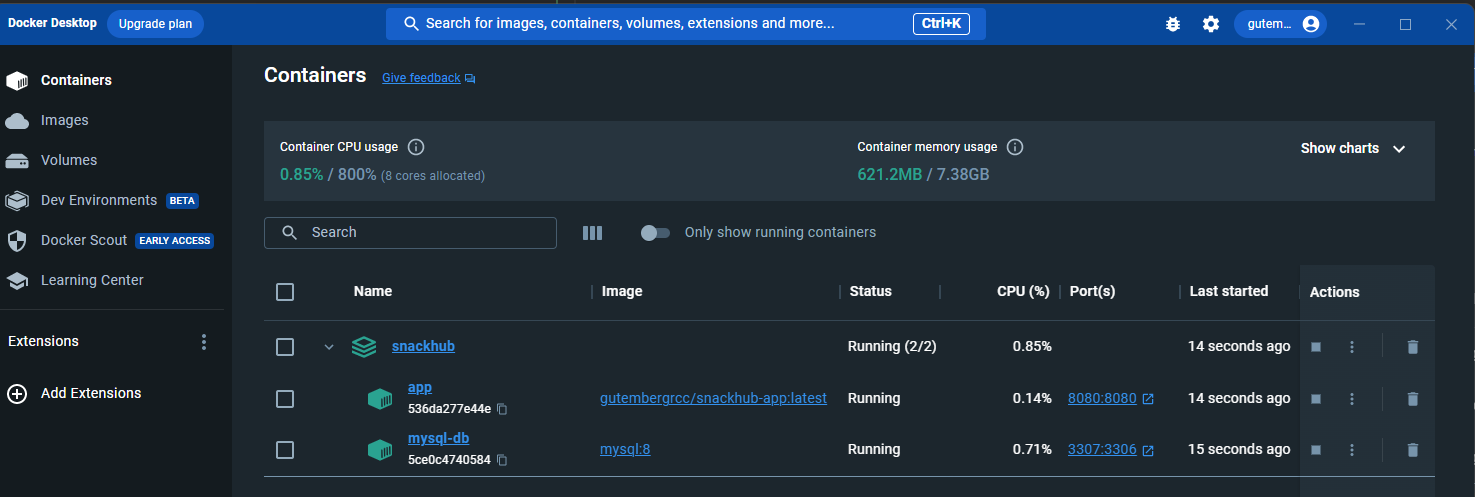 Docker Desktop Upgrade plan Search for images, containers, volumes, extensions and more... Ctrl+K gutem...
Containers
Images
Volumes
Dev Environments BETA
Docker Scout EARLY ACCESS
Learning Center
Extensions
Add Extensions
Containers Give feedback
Container CPU usage
0.85% / 800% (8 cores allocated)
Container memory usage
621.2MB / 7.38GB
Show charts
Search Only show running containers
Name Image Status CPU (%) Port(s) Last started Actions
snackhub Running (2/2) 0.85% 14 seconds ago
app
536da277e44e
gutembergrcc/snackhub-app:latest Running 0.14% 8080:8080 14 seconds ago
mysql-db
5ce0c4740584
mysql:8 Running 0.71% 3307:3306 15 seconds ago